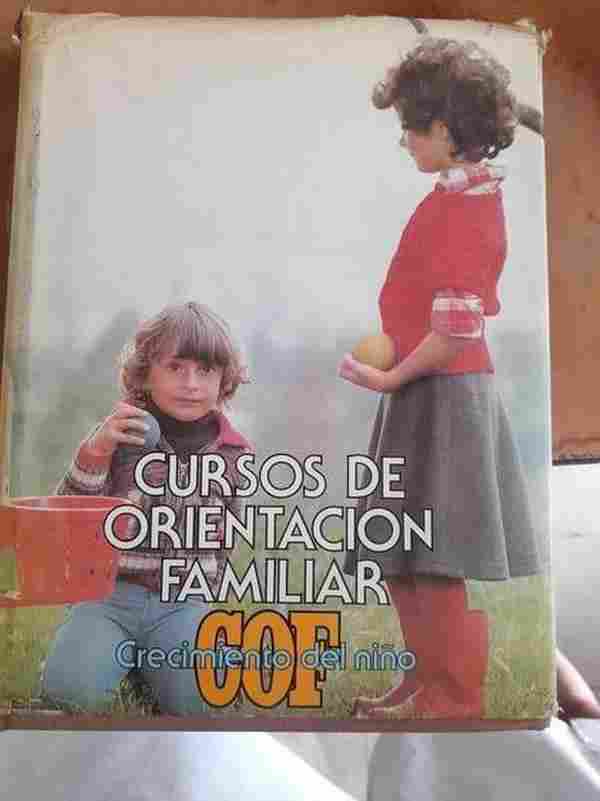 CURSOS DE
ORIENTACION
FAMILIAR
COF
Crecimiento del niño